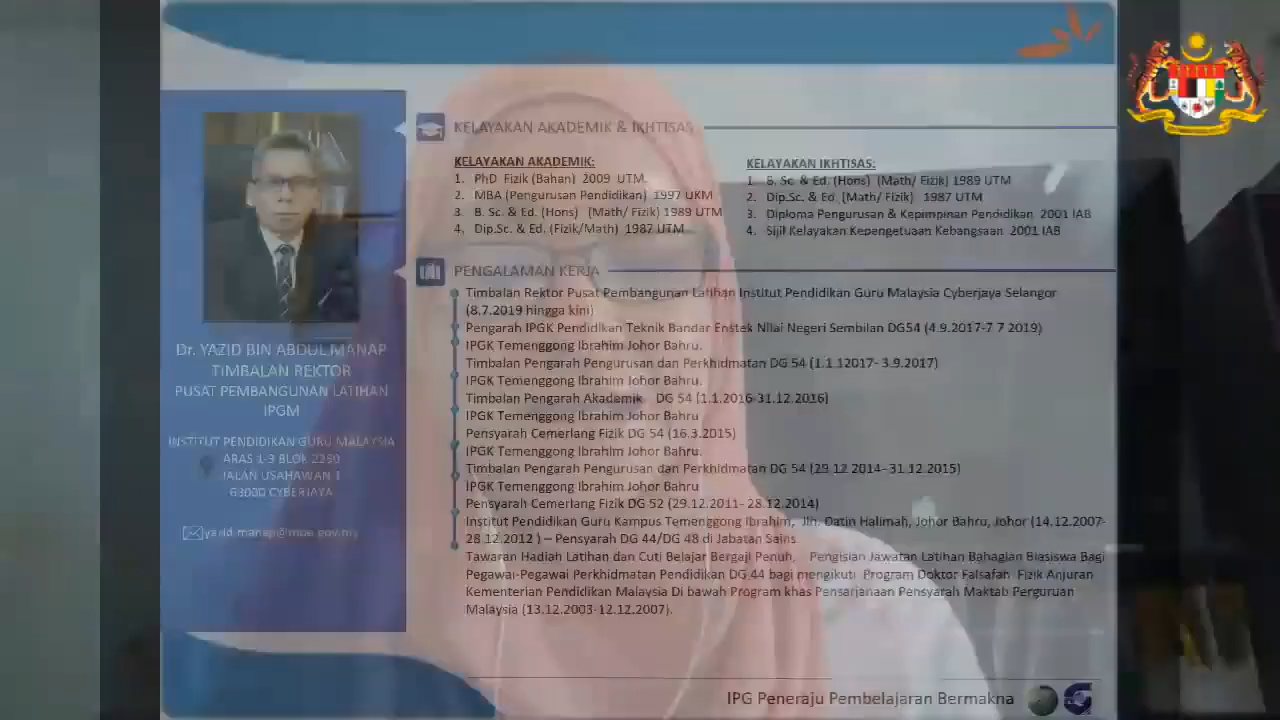 Dr. YAZID BIN ABDUL MANAP
TIMBALAN REKTOR
PUSAT PEMBANGUNAN LATIHAN
IPGM
INSTITUT PENDIDIKAN GURU MALAYSIA
ARAS 1-3 BLOK 2250
JALAN USAHAWAN 1
63000 CYBERJAYA
KELAYAKAN AKADEMIK & IKHTISAS
KELAYAKAN AKADEMIK:
1. PhD Fizik (Bahan) 2009 UTM.
2. MBA (Pengurusan Pendidikan) 1997 UKM
3. B. Sc. & Ed. (Hons) (Math/ Fizik) 1989 UTM
4. Dip.Sc. & Ed. (Fizik/Math) 1987 UTM
KELAYAKAN IKHTISAS:
1. B. Sc. & Ed. (Hons) (Math/ Fizik) 1989 UTM
2. Dip.Sc. & Ed. (Math/ Fizik) 1987 UTM
3. Diploma Pengurusan & Kepimpinan Pendidikan 2001 IAB
4. Sijil Kelayakan Kepengetuaan Kebangsaan 2001 IAB
PENGALAMAN KERJA
Timbalan Rektor Pusat Pembangunan Latihan Institut Pendidikan Guru Malaysia Cyberjaya Selangor
(8.7.2019 hingga kini)
Pengarah IPGK Pendidikan Teknik Bandar Enstek Nilai Negeri Sembilan DG54 (4.9.2017-7 7 2019)
IPGK Temenggong Ibrahim Johor Bahru.
Timbalan Pengarah Pengurusan dan Perkhidmatan DG 54 (1.1.12017- 3.9.2017)
IPGK Temenggong Ibrahim Johor Bahru.
Timbalan Pengarah Akademik DG 54 (1.1.2016-31.12.2016)
IPGK Temenggong Ibrahim Johor Bahru
Pensyarah Cemerlang Fizik DG 54 (16.3.2015)
IPGK Temenggong Ibrahim Johor Bahru.
Timbalan Pengarah Pengurusan dan Perkhidmatan DG 54 (29.12.2014–31.12.2015)
IPGK Temenggong Ibrahim Johor Bahru
Pensyarah Cemerlang Fizik DG 52 (29.12.2011- 28.12.2014)
Institut Pendidikan Guru Kampus Temenggong Ibrahim, Jln. Datin Halimah, Johor Bahru, Johor (14.12.2007-
28.12.2012 ) – Pensyarah DG 44/DG 48 di Jabatan Sains.
Tawaran Hadiah Latihan dan Cuti Belajar Bergaji Penuh, Pengisian Jawatan Latihan Bahagian Biasiswa Bagi
Pegawai-Pegawai Perkhidmatan Pendidikan DG 44 bagi mengikuti Program Doktor Falsafah Fizik Anjuran
Kementerian Pendidikan Malaysia Di bawah Program khas Pensarjanaan Pensyarah Maktab Perguruan
Malaysia (13.12.2003-12.12.2007).
IPG Peneraju Pembelajaran Bermakna